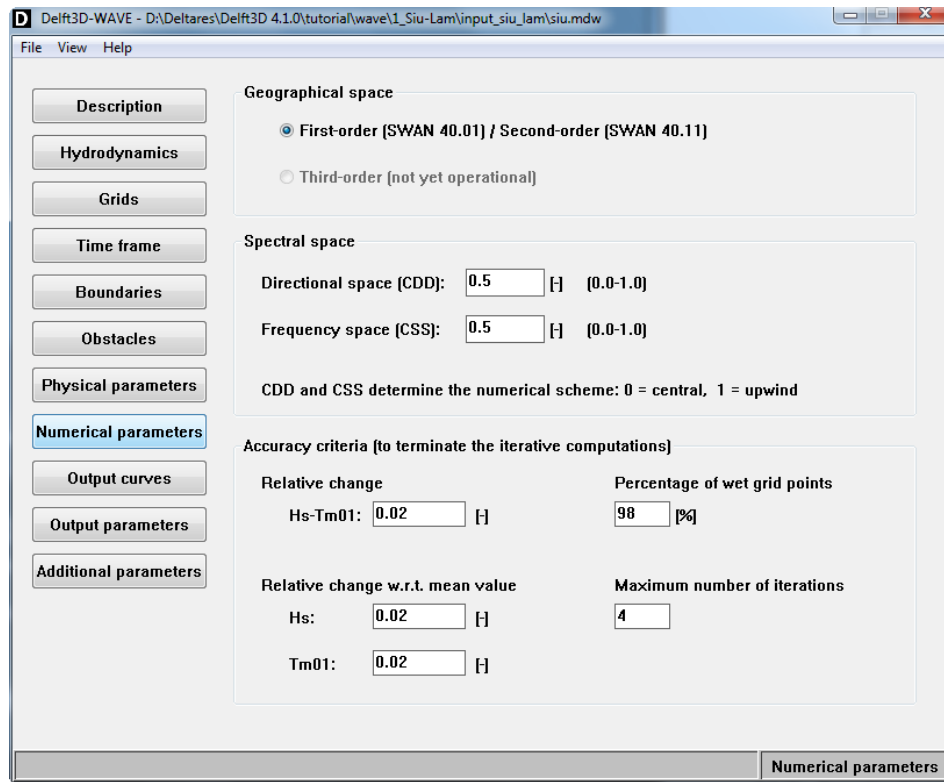 D Delft3D-WAVE - D:\Deltares\Delft3D 4.1.0\tutorial\wave\1_Siu-Lam\input_siu_lam\siu.mdw
File View Help
Description
Hydrodynamics
Grids
Time frame
Boundaries
Obstacles
Physical parameters
Numerical parameters
Output curves
Output parameters
Additional parameters
Geographical space
First-order (SWAN 40.01) / Second-order (SWAN 40.11)
Third-order (not yet operational)
Spectral space
Directional space (CDD): 0.5 [-] (0.0-1.0)
Frequency space (CSS): 0.5 [-] (0.0-1.0)
CDD and CSS determine the numerical scheme: 0 = central, 1 = upwind
Accuracy criteria (to terminate the iterative computations)
Relative change Percentage of wet grid points
Hs-Tm01: 0.02 [-] 98 [%]
Relative change w.r.t. mean value Maximum number of iterations
Hs: 0.02 [-] 4
Tm01: 0.02 [-]
Numerical parameters